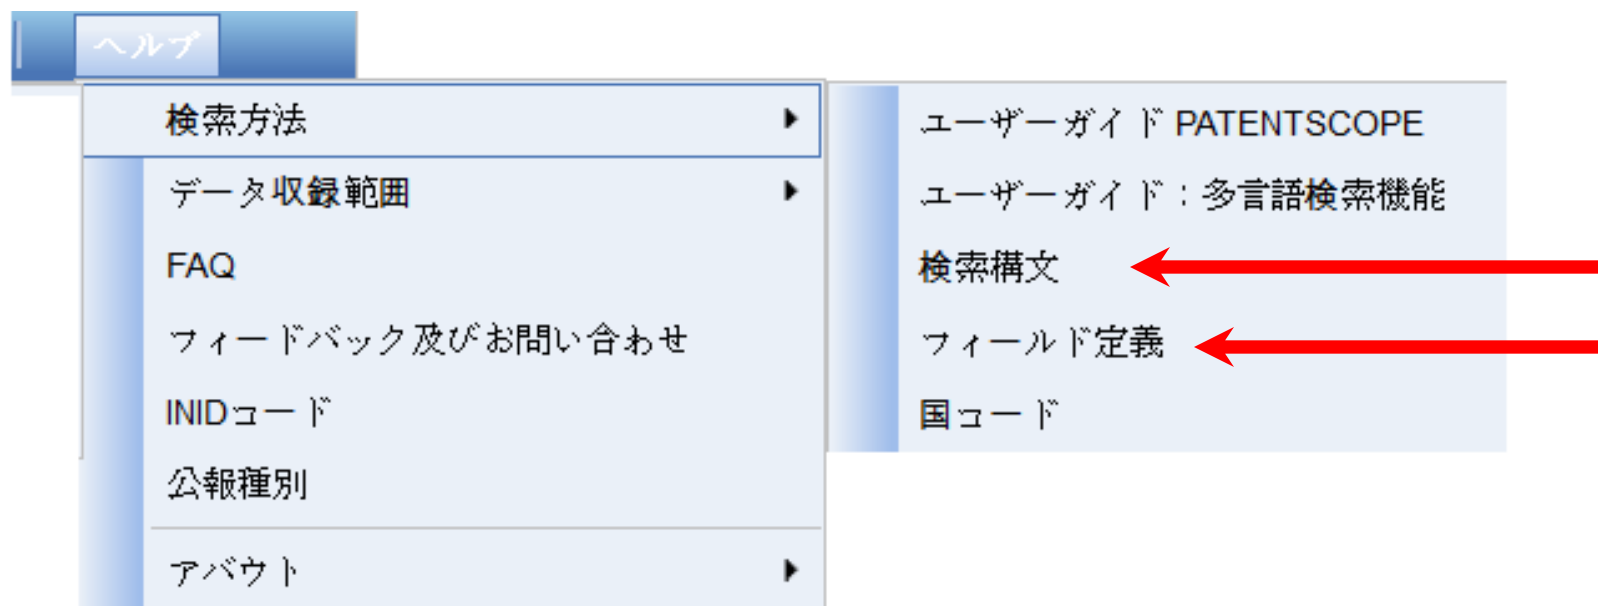 ヘルプ
検索方法
データ収録範囲
FAQ
フィードバック及びお問い合わせ
INIDコード
公報種別
アバウト
ユーザーガイド PATENTSCOPE
ユーザーガイド：多言語検索機能
検索構文
フィールド定義
国コード